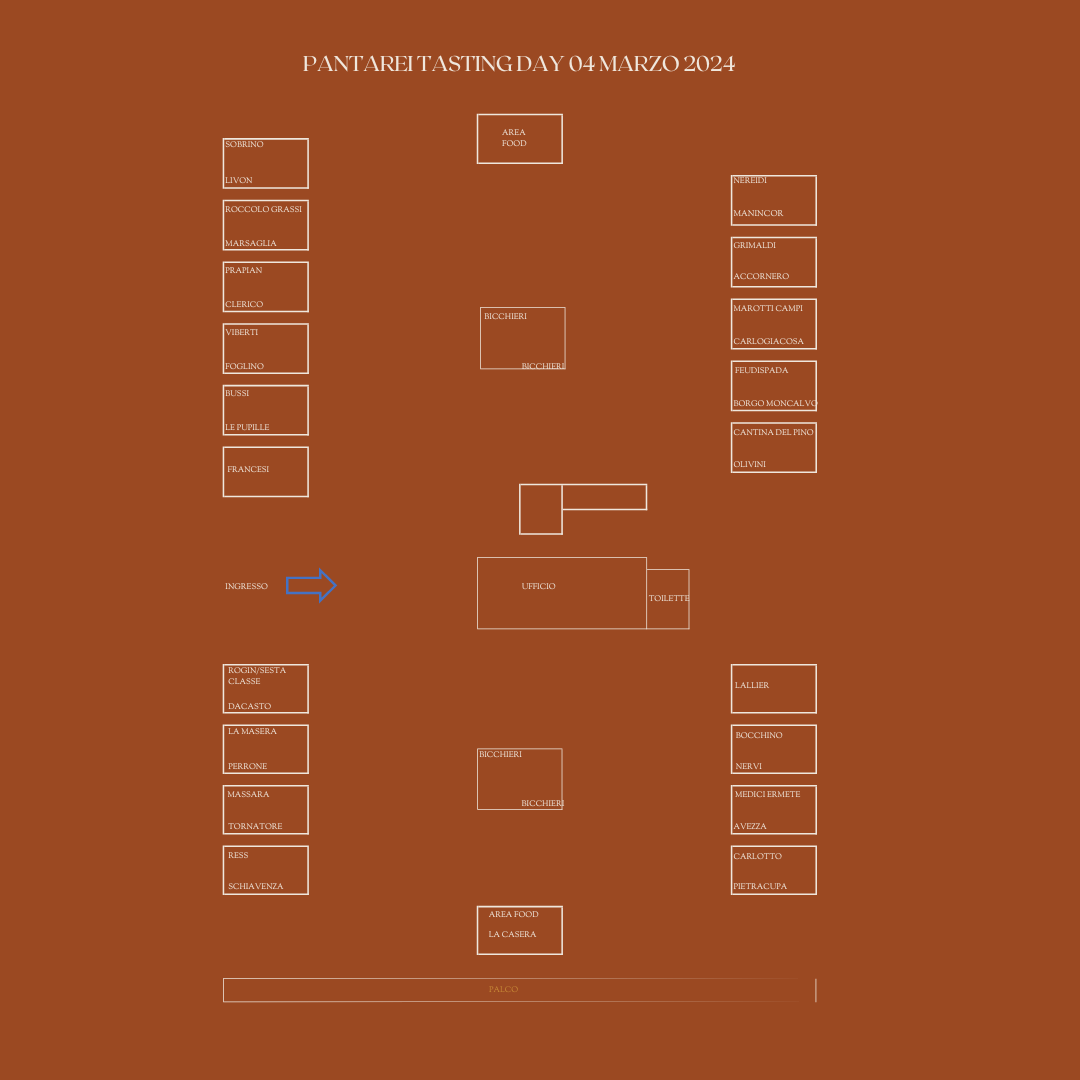 PANTAREI TASTING DAY 04 MARZO 2024
AREA
FOOD
SOBRINO
LIVON
ROCCOLO GRASSI
MARSAGLIA
PRAPIAN
CLERICO
VIBERTI
FOGLINO
BUSSI
LE PUPILLE
FRANCESI
BICCHIERI
BICCHIERI
NEREIDI
MANINCOR
GRIMALDI
ACCORNERO
MAROTTI CAMPI
CARLOGIACOSA
FEUDISPADA
BORGO MONCALVO
CANTINA DEL PINO
OLIVINI
INGRESSO
UFFICIO
TOILETTE
ROGIN/SESTA
CLASSE
DACASTO
LA MASERA
PERRONE
MASSARA
TORNATORE
RESS
SCHIAVENZA
BICCHIERI
BICCHIERI
LALLIER
BOCCHINO
NERVI
MEDICI ERMETE
AVEZZA
CARLOTTO
PIETRACUPA
AREA FOOD
LA CASERA
PALCO